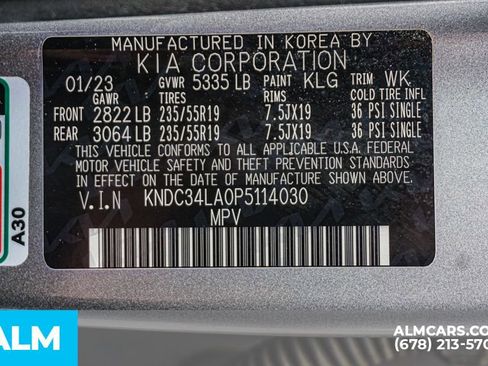 MANUFACTURED IN KOREA BY
KIA CORPORATION
01/23 GVWR 5335 LB PAINT KLG TRIM WK
GAWR TIRES RIMS COLD TIRE INFL
FRONT 2822 LB 235/55R19 7.5JX19 36 PSI SINGLE
REAR 3064 LB 235/55R19 7.5JX19 36 PSI SINGLE
THIS VEHICLE CONFORMS TO ALL APPLICABLE U.S.A. FEDERAL
MOTOR VEHICLE SAFETY AND THEFT PREVENTION STANDARDS
IN EFFECT ON THE DATE OF MANUFACTURE SHOWN ABOVE.
V.I.N KNDC34LA0P5114030
MPV
A30
ALM
ALMCARS.CO
(678) 213-570